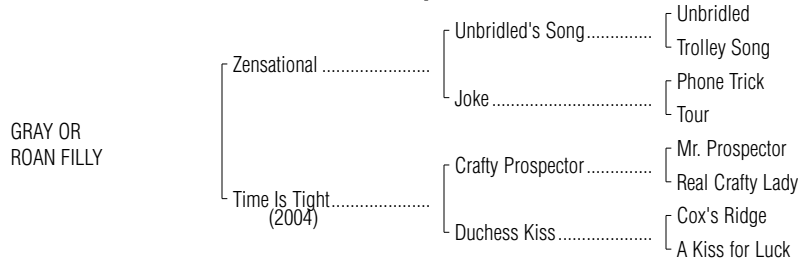 Unbridled
Unbridled's Song..............
Trolley Song
Zensational .......................
Phone Trick
Joke..................................
Tour
GRAY OR
ROAN FILLY
Mr. Prospector
Crafty Prospector..............
Real Crafty Lady
Time Is Tight.....................
(2004)
Cox's Ridge
Duchess Kiss....................
A Kiss for Luck